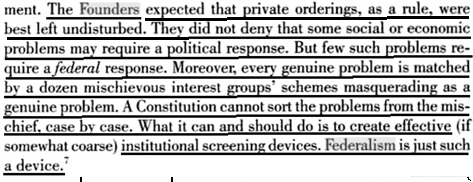 ment. The Founders expected that private orderings, as a rule, were
best left undisturbed. They did not deny that some social or economic
problems may require a political response. But few such problems re-
quire a federal response. Moreover, every genuine problem is matched
by a dozen mischievous interest groups' schemes masquerading as a
genuine problem. A Constitution cannot sort the problems from the mis-
chief, case by case. What it can and should do is to create effective (if
somewhat coarse) institutional screening devices. Federalism is just such
a device.7